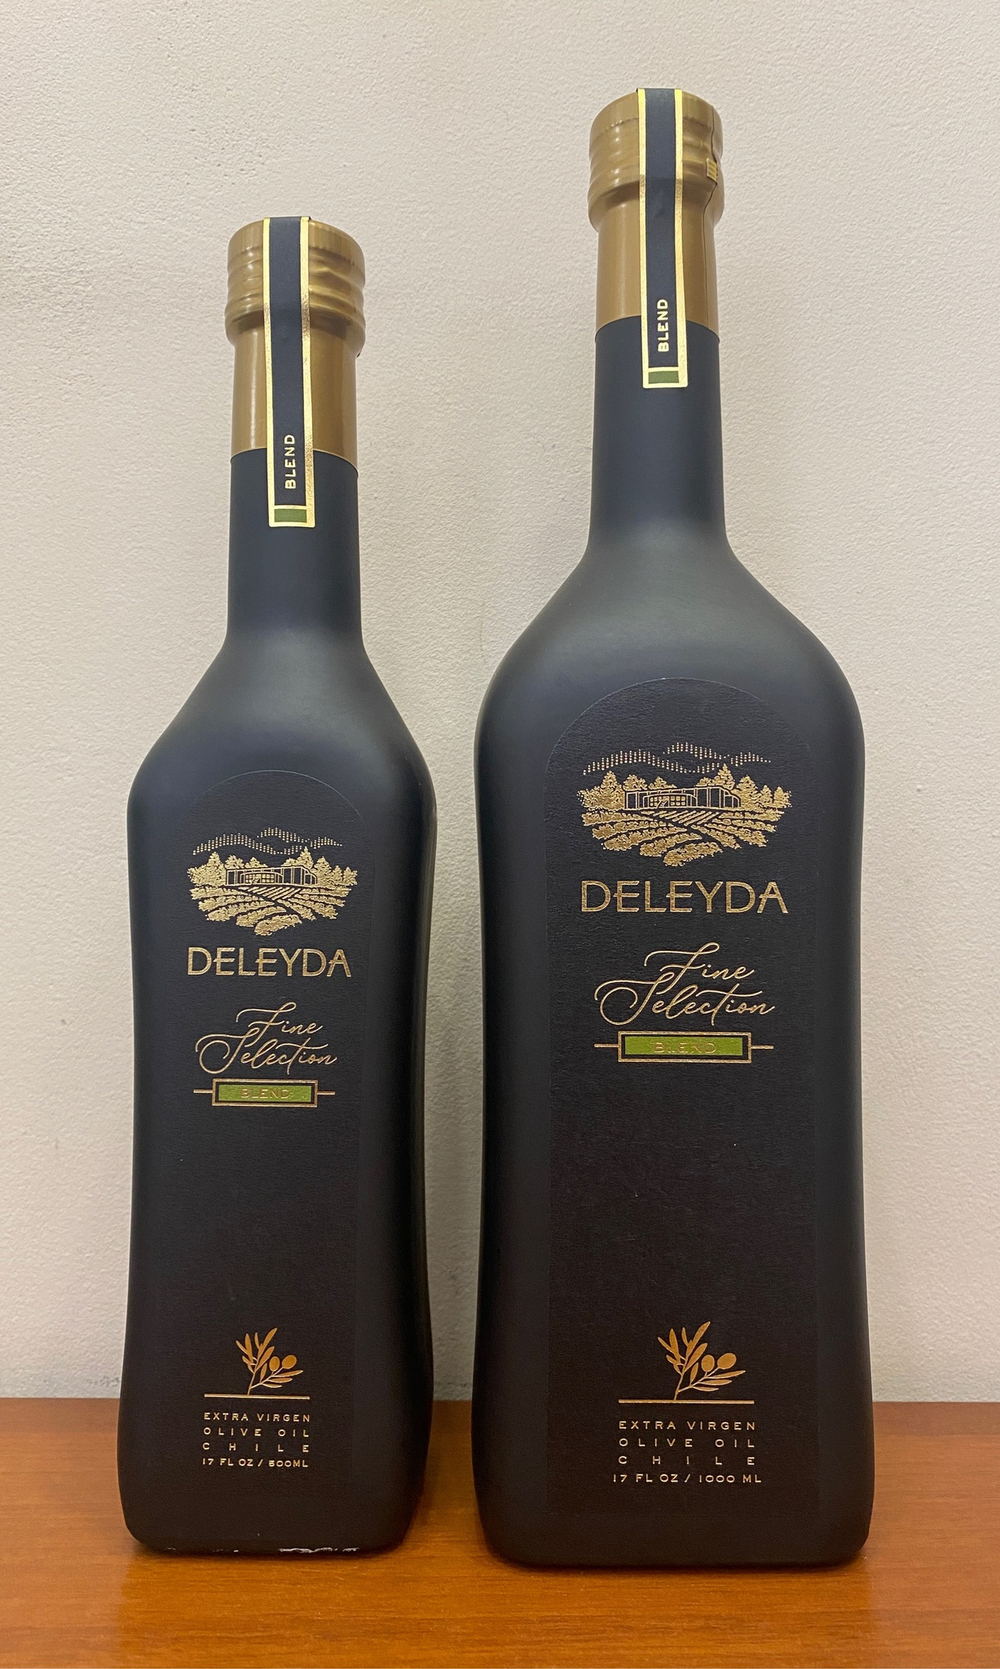 BLEND
DELEYDA
Fine
Selection
BLEND
EXTRA VIRGEN
OLIVE OIL
CHILE
17 FL OZ / 500ML
BLEND
DELEYDA
Fine
Selection
BLEND
EXTRA VIRGEN
OLIVE OIL
CHILE
17 FL OZ / 1000 ML